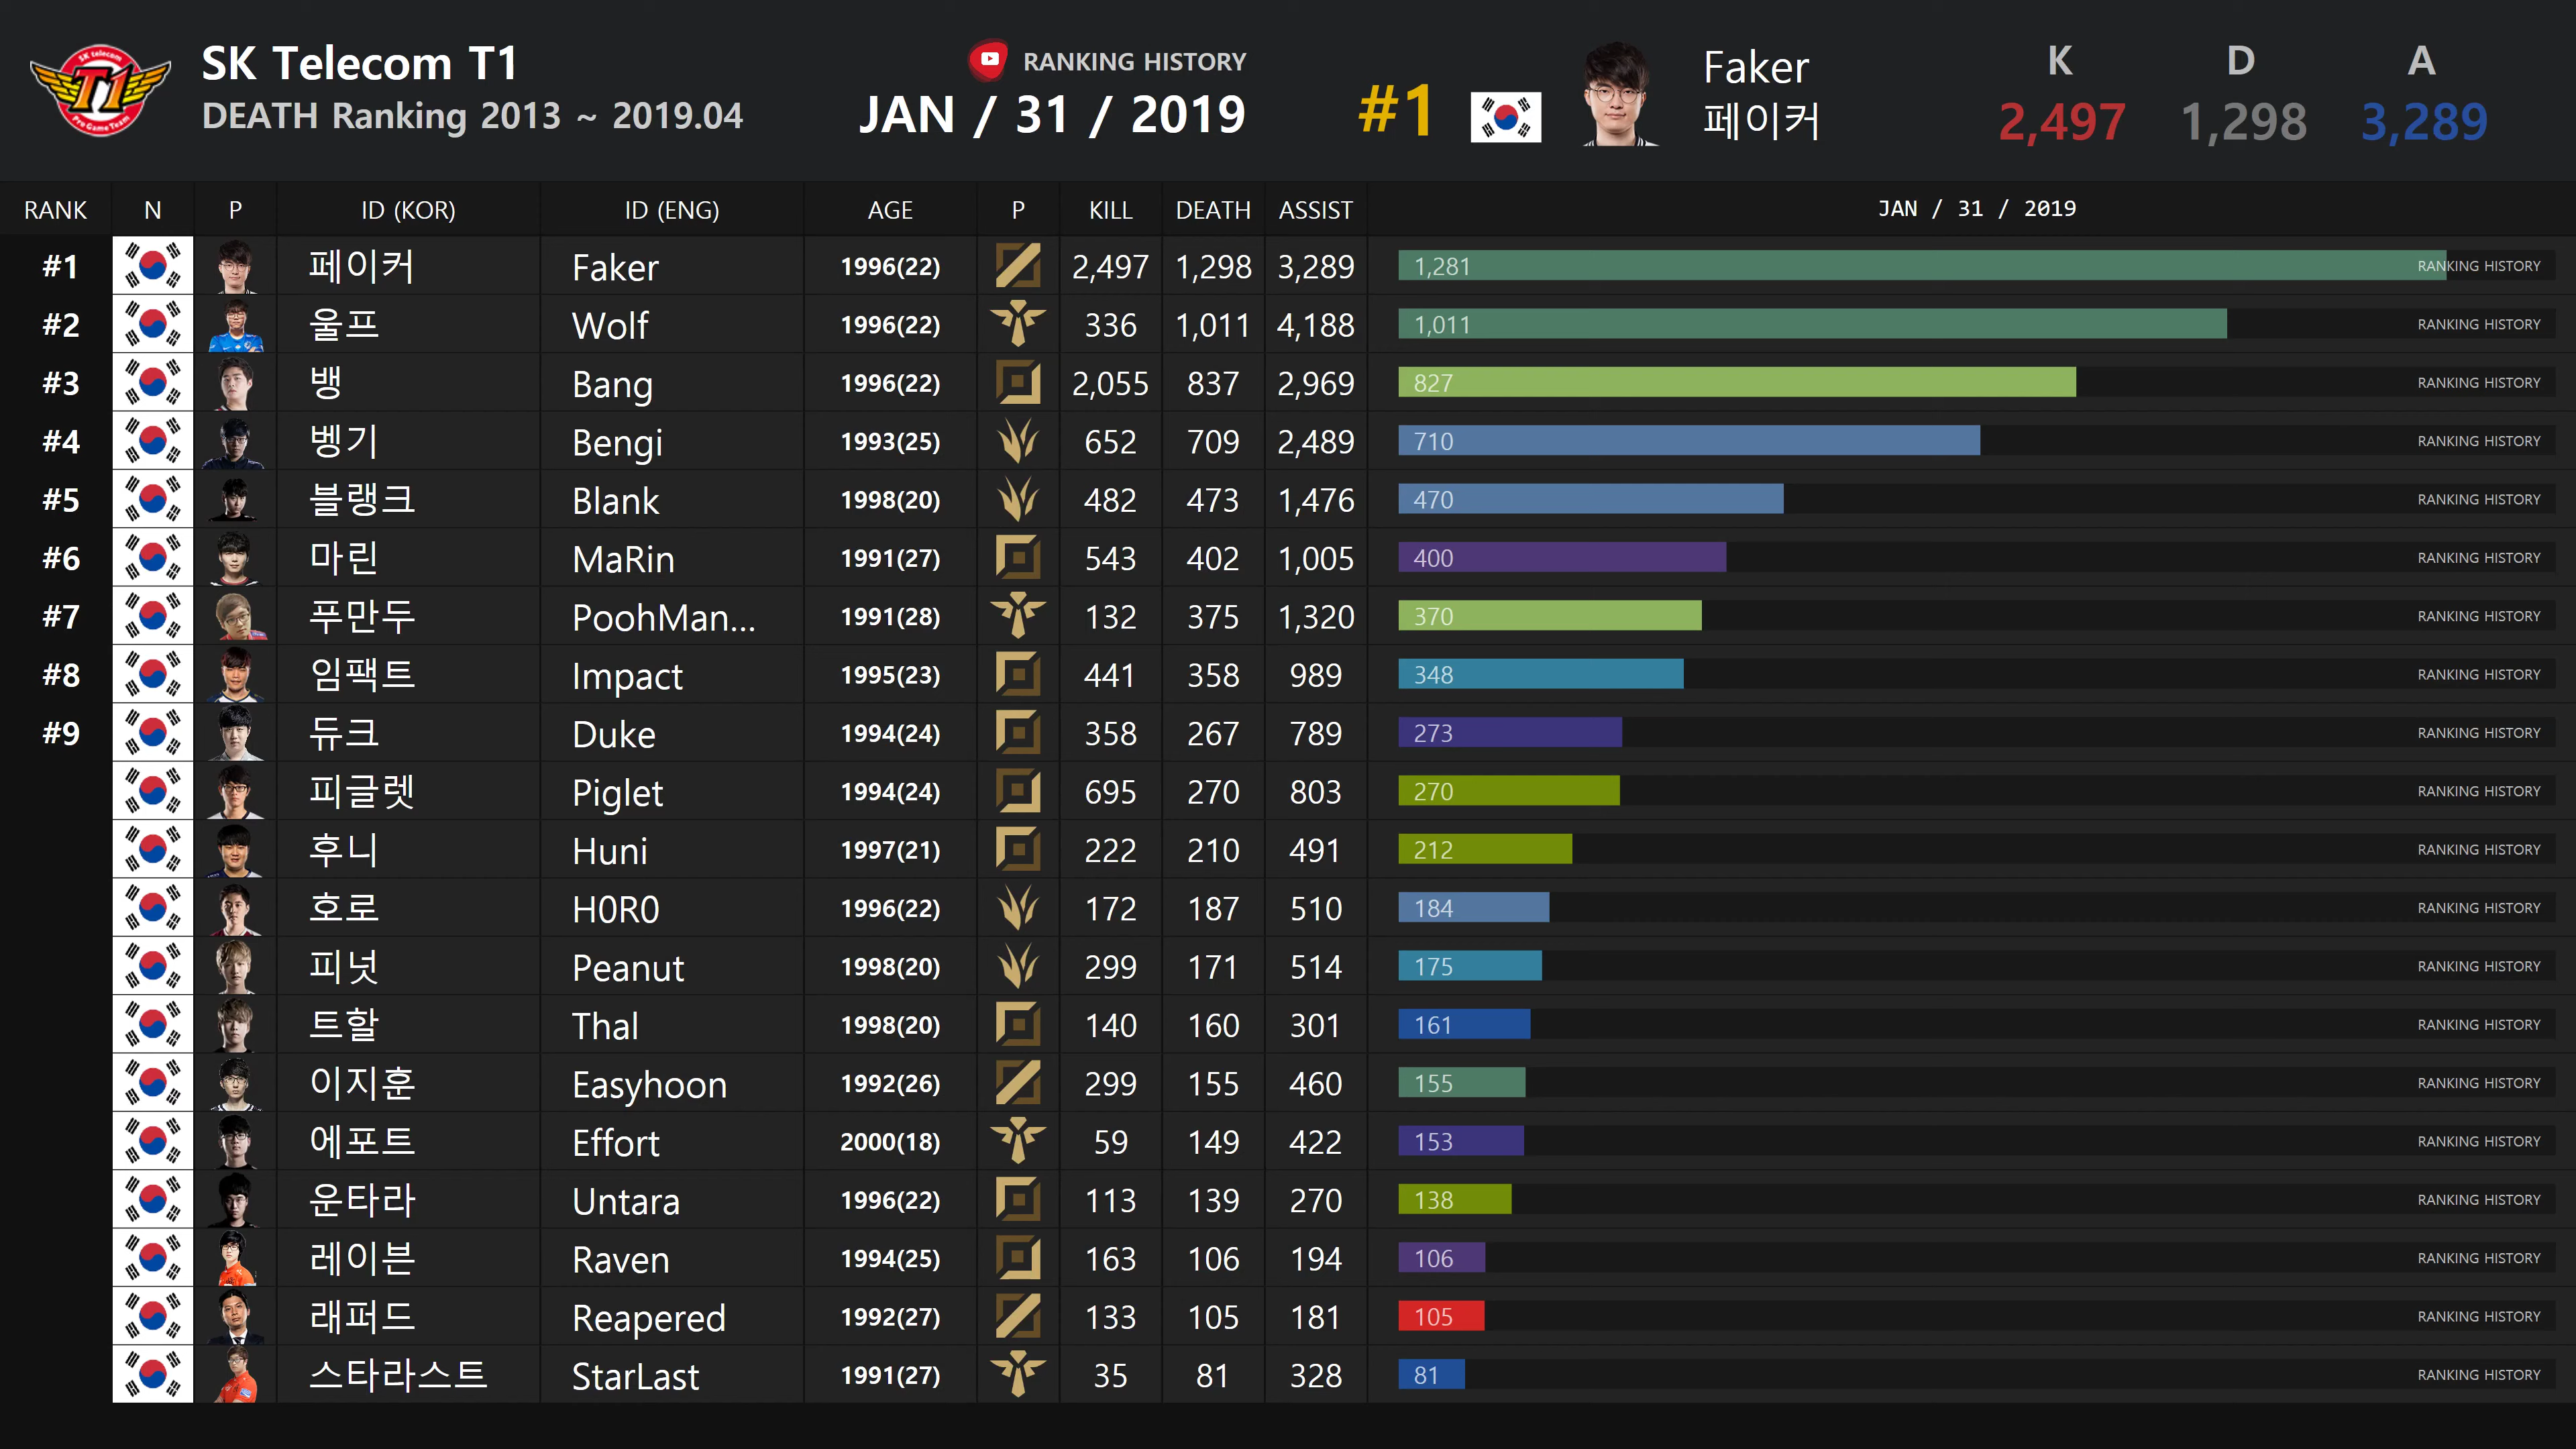 SK telecom
T1
Pro Game Team
SK Telecom T1
DEATH Ranking 2013 ~ 2019.04
RANKING HISTORY
JAN / 31 / 2019
#1
Faker
페이커
K D A
2,497 1,298 3,289
RANK N P ID (KOR) ID (ENG) AGE P KILL DEATH ASSIST JAN / 31 / 2019
#1 페이커 Faker 1996(22) 2,497 1,298 3,289 1,281 RANKING HISTORY
#2 울프 Wolf 1996(22) 336 1,011 4,188 1,011 RANKING HISTORY
#3 뱅 Bang 1996(22) 2,055 837 2,969 827 RANKING HISTORY
#4 벵기 Bengi 1993(25) 652 709 2,489 710 RANKING HISTORY
#5 블랭크 Blank 1998(20) 482 473 1,476 470 RANKING HISTORY
#6 마린 MaRin 1991(27) 543 402 1,005 400 RANKING HISTORY
#7 푸만두 PoohMan... 1991(28) 132 375 1,320 370 RANKING HISTORY
#8 임팩트 Impact 1995(23) 441 358 989 348 RANKING HISTORY
#9 듀크 Duke 1994(24) 358 267 789 273 RANKING HISTORY
피글렛 Piglet 1994(24) 695 270 803 270 RANKING HISTORY
후니 Huni 1997(21) 222 210 491 212 RANKING HISTORY
호로 H0R0 1996(22) 172 187 510 184 RANKING HISTORY
피넛 Peanut 1998(20) 299 171 514 175 RANKING HISTORY
트할 Thal 1998(20) 140 160 301 161 RANKING HISTORY
이지훈 Easyhoon 1992(26) 299 155 460 155 RANKING HISTORY
에포트 Effort 2000(18) 59 149 422 153 RANKING HISTORY
운타라 Untara 1996(22) 113 139 270 138 RANKING HISTORY
레이븐 Raven 1994(25) 163 106 194 106 RANKING HISTORY
래퍼드 Reapered 1992(27) 133 105 181 105 RANKING HISTORY
스타라스트 StarLast 1991(27) 35 81 328 81 RANKING HISTORY